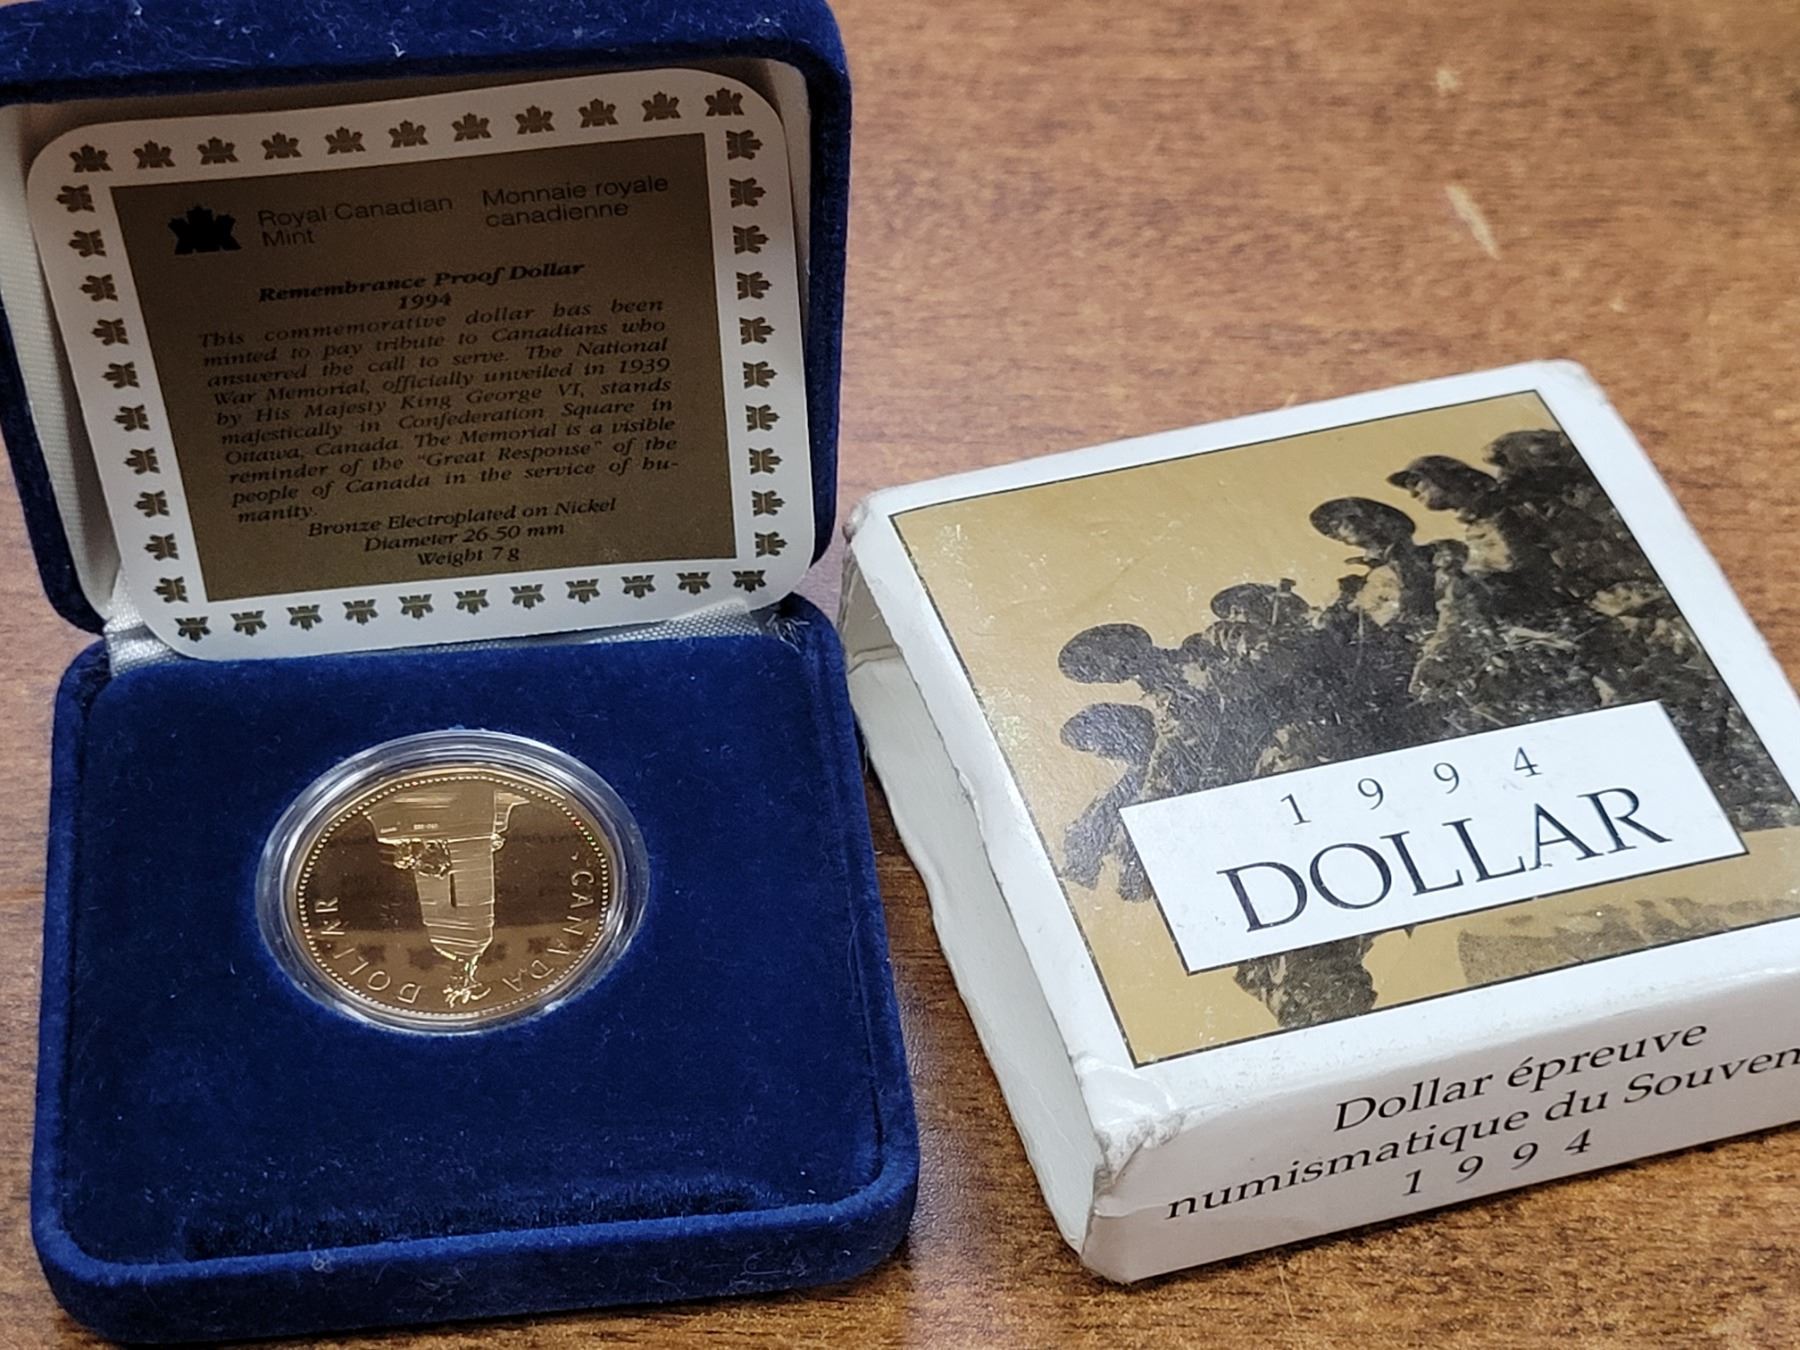 Royal Canadian
Mint
Monnaie royale
canadienne
Remembrance Proof Dollar
1994
This commemorative dollar has been
minted to pay tribute to Canadians who
answered the call to serve. The National
War Memorial, officially unveiled in 1939
by His Majesty King George VI, stands
majestically in Confederation Square in
Ottawa, Canada. The Memorial is a visible
reminder of the "Great Response" of the
people of Canada in the service of hu-
manity.
Bronze Electroplated on Nickel
Diameter 26.50 mm
Weight 7 g
CANADA
DOLLAR
1994
DOLLAR
Dollar épreuve
numismatique du Souven
1994